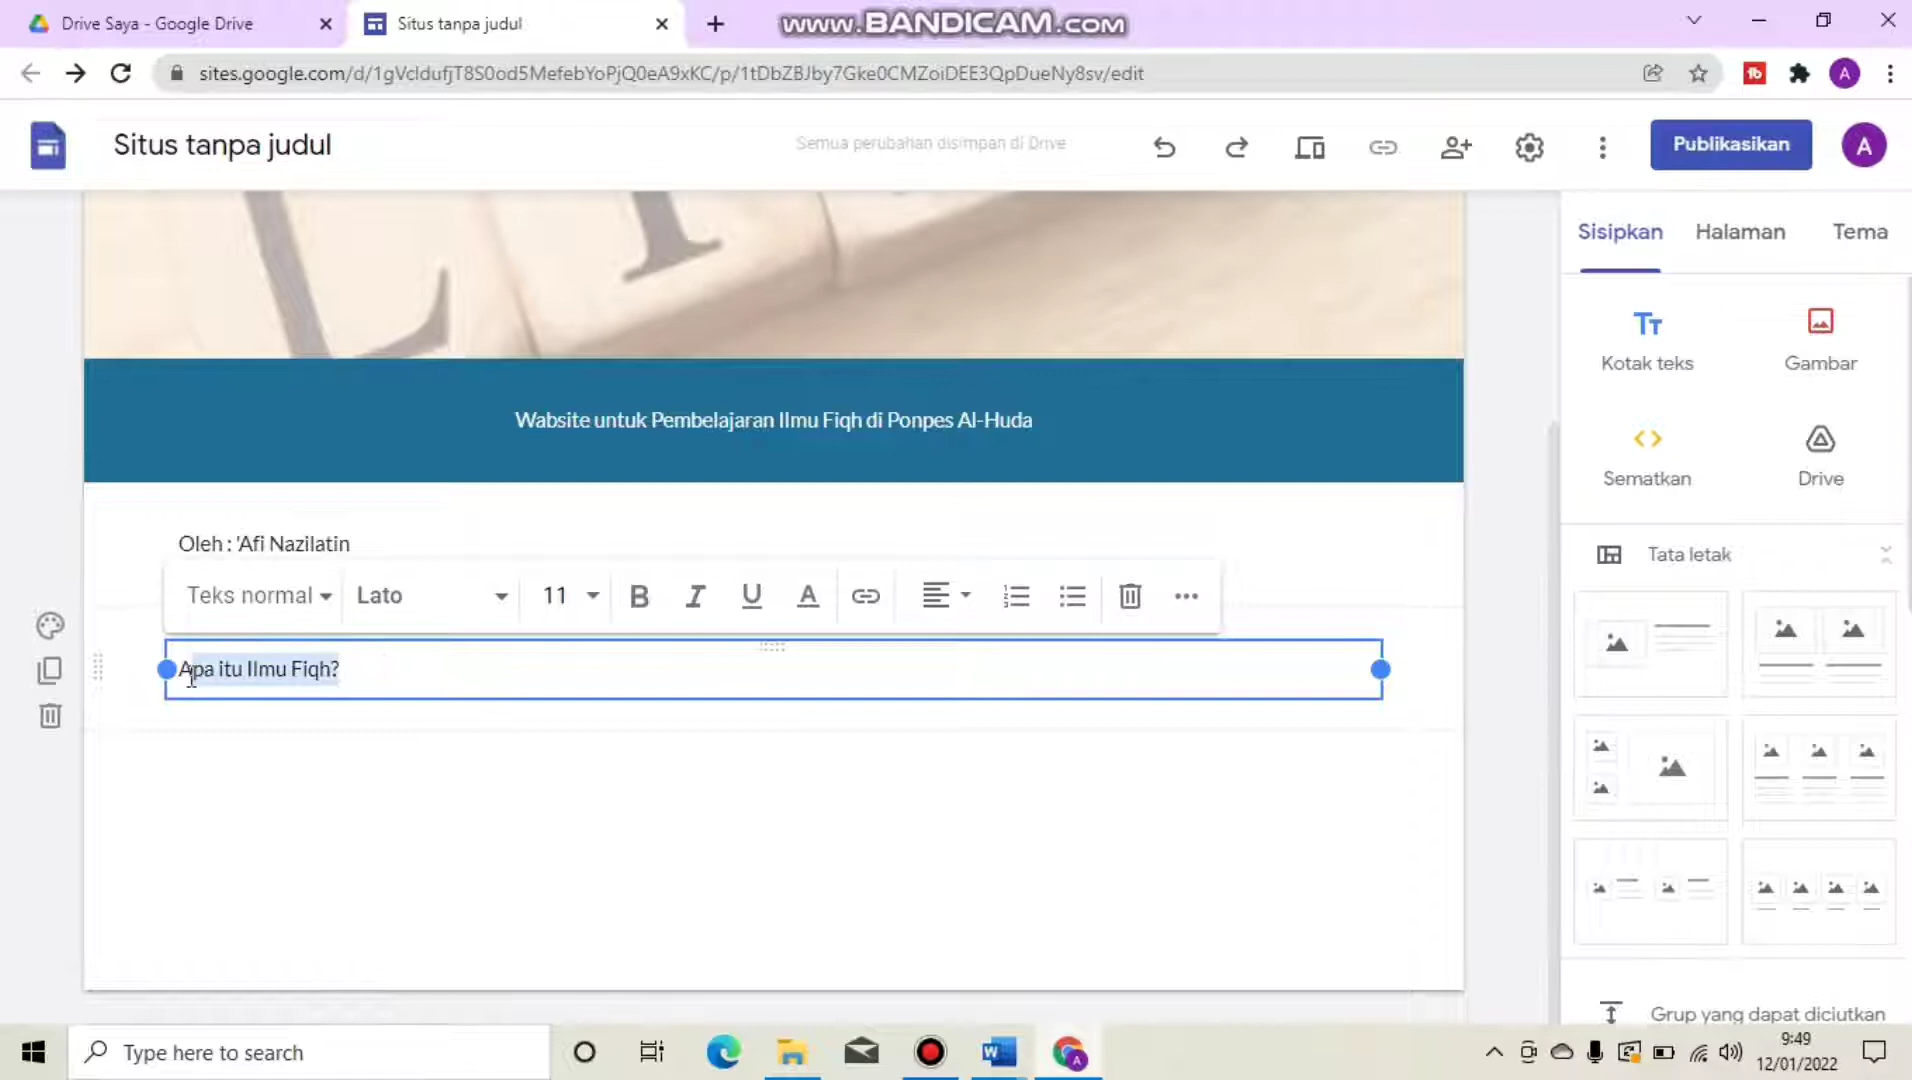 Drive Saya - Google Drive
Situs tanpa judul
www.BANDICAM.com
sites.google.com/d/1gVcldufjT8S0od5MefebYoPjQ0eA9xKC/p/1tDbZBJby7Gke0CMZoiDEE3QpDueNy8sv/edit
A
Situs tanpa judul
Semua perubahan disimpan di Drive
Publikasikan
A
Sisipkan
Halaman
Tema
Tт
Kotak teks
Gambar
Sematkan
Drive
Tata letak
Grup yang dapat diciutkan
Wabsite untuk Pembelajaran Ilmu Fiqh di Ponpes Al-Huda
Oleh : 'Afi Nazilatin
Teks normal
Lato
11
B
I
U
A
Apa itu Ilmu Fiqh?
Type here to search
9:49
12/01/2022